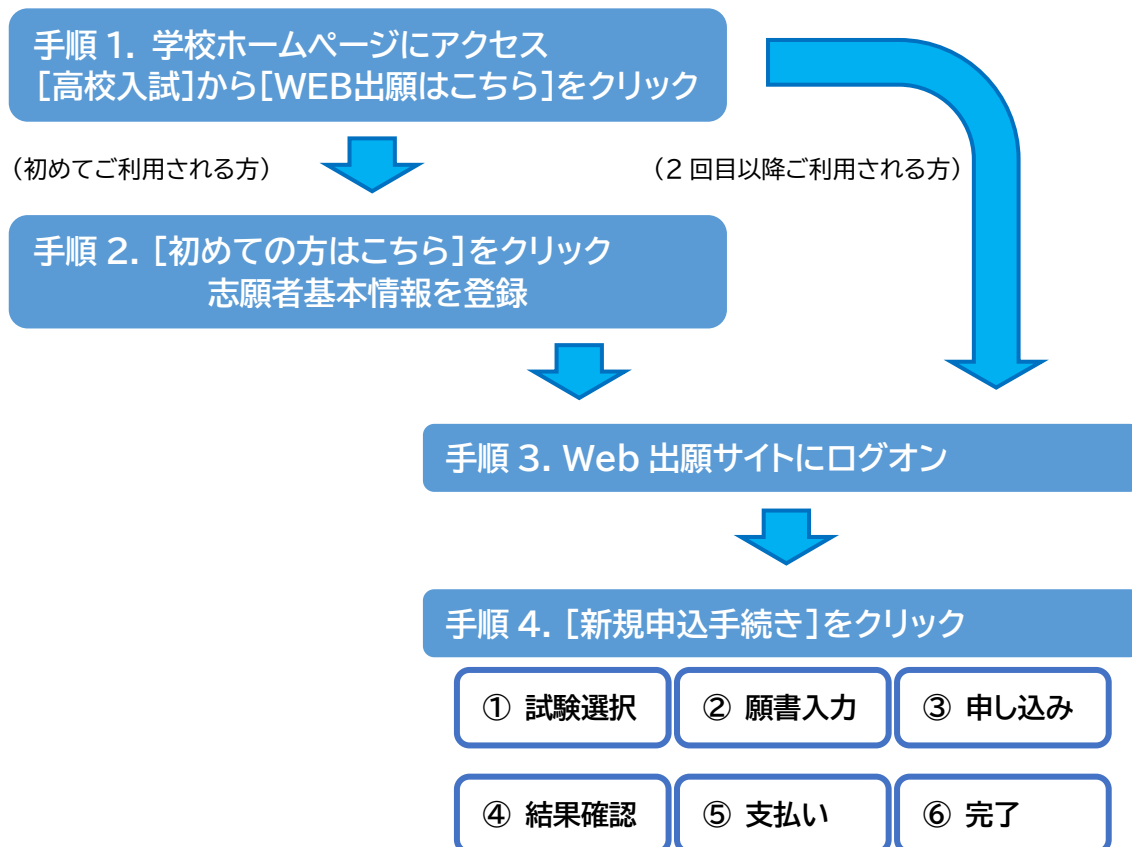 手順 1. 学校ホームページにアクセス
[高校入試]から[WEB出願はこちら]をクリック
（初めてご利用される方）
（2 回目以降ご利用される方）
手順 2. [初めての方はこちら]をクリック
志願者基本情報を登録
手順 3. Web 出願サイトにログオン
手順 4. [新規申込手続き]をクリック
① 試験選択
② 願書入力
③ 申し込み
④ 結果確認
⑤ 支払い
⑥ 完了